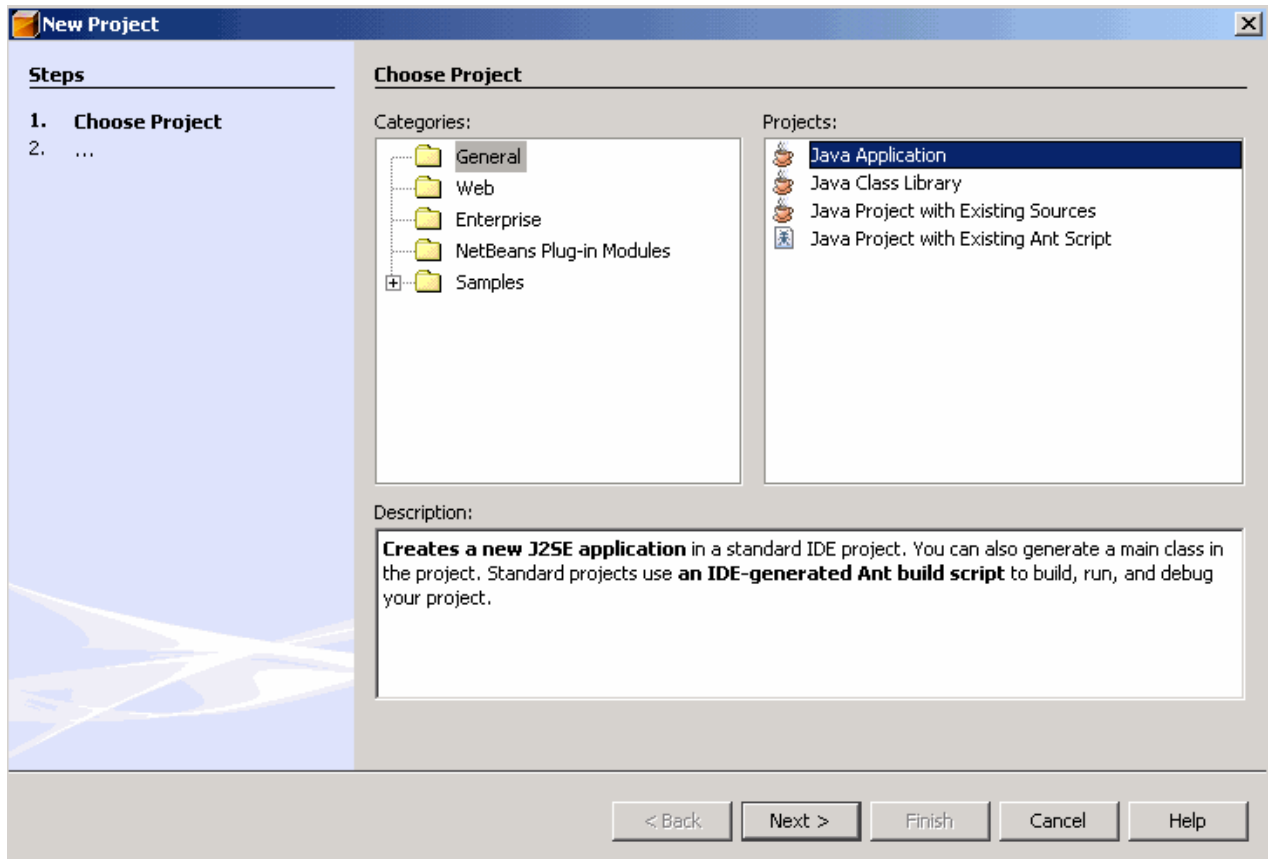 New Project
Steps
1. Choose Project
2. ...
Choose Project
Categories:
General
Web
Enterprise
NetBeans Plug-in Modules
Samples
Projects:
Java Application
Java Class Library
Java Project with Existing Sources
Java Project with Existing Ant Script
Description:
Creates a new J2SE application in a standard IDE project. You can also generate a main class in
the project. Standard projects use an IDE-generated Ant build script to build, run, and debug
your project.
< Back
Next >
Finish
Cancel
Help